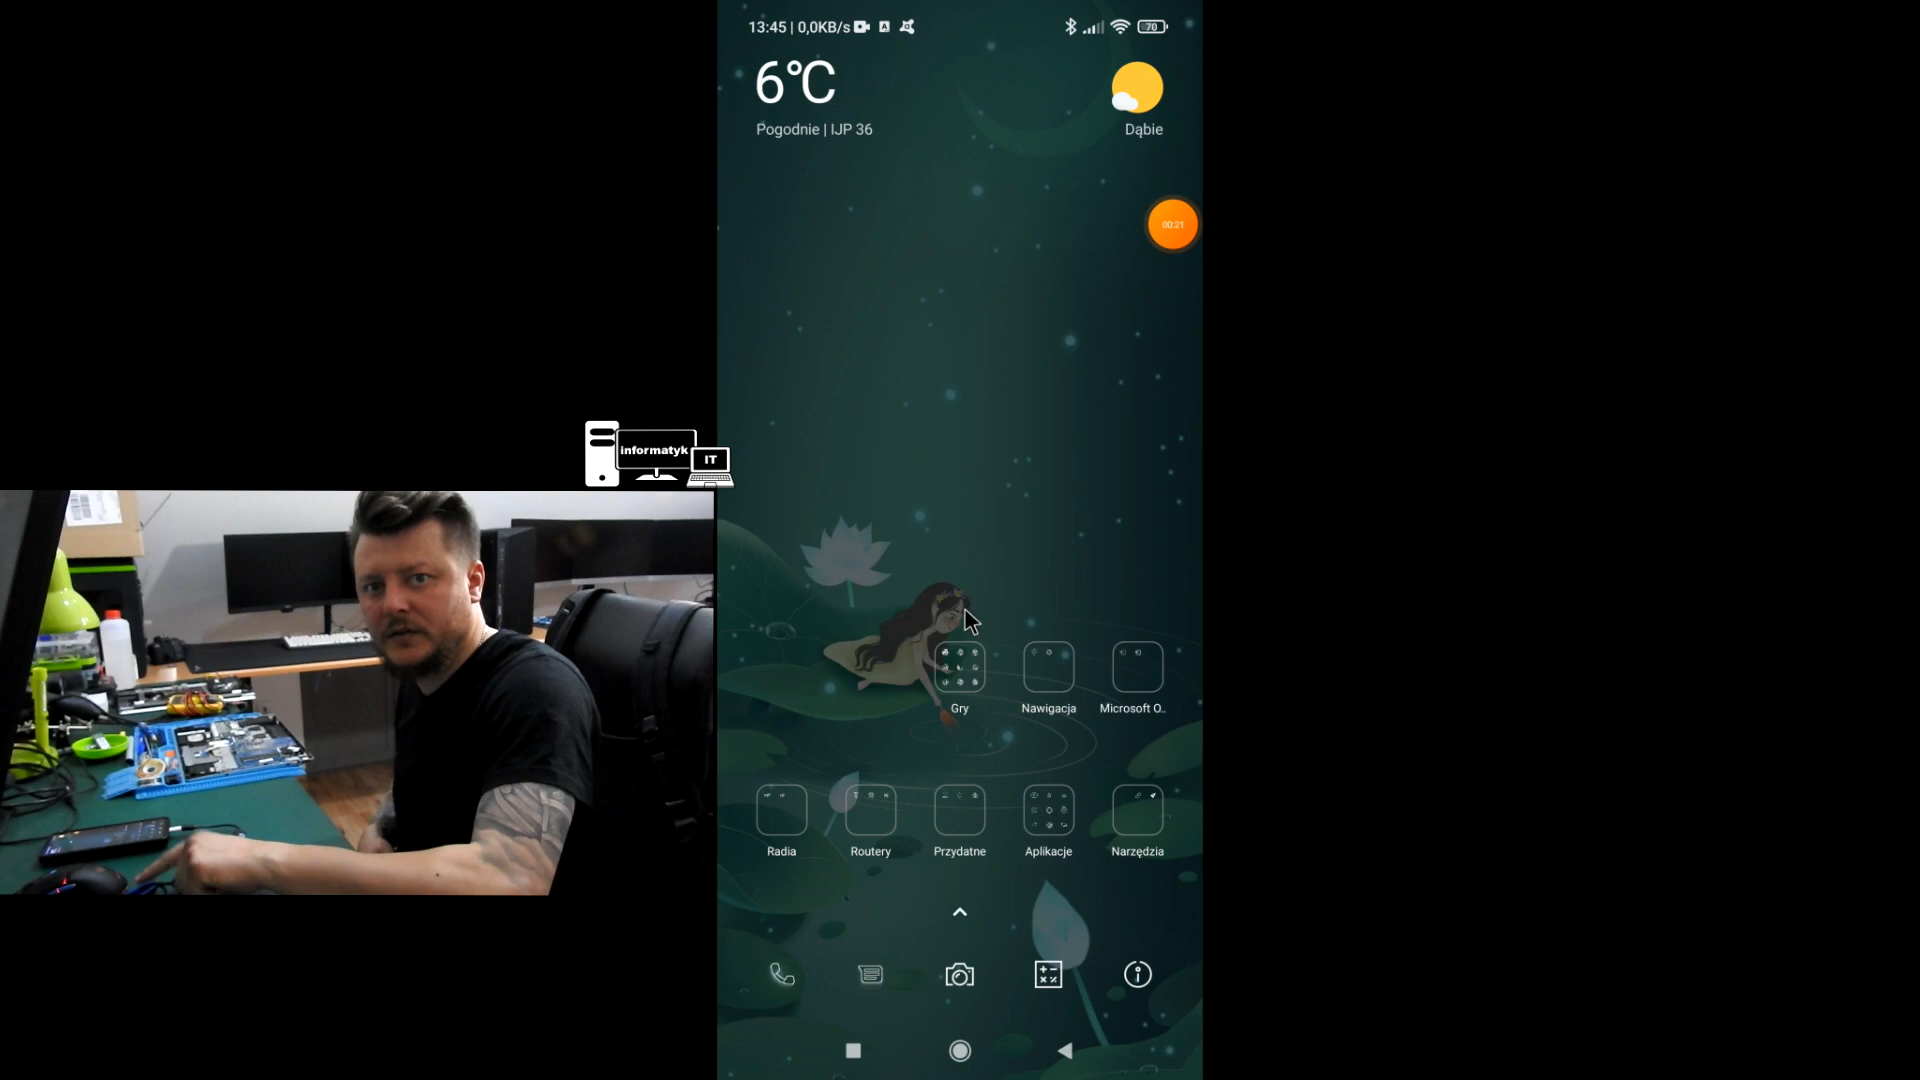 13:45 | 0,0KB/s
70
6°C
Pogodnie | IJP 36
Dąbie
00:21
informatyk
IT
Gry
Nawigacja
Microsoft O..
Radia
Routery
Przydatne
Aplikacje
Narzędzia